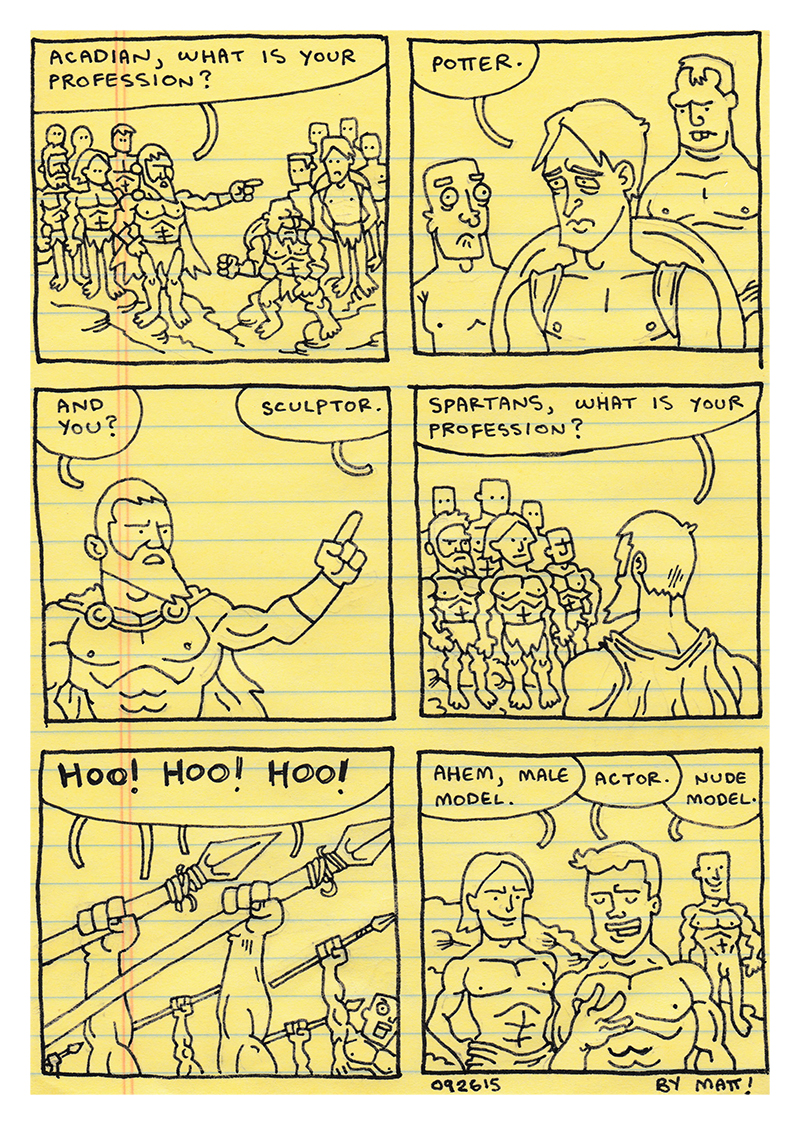 ACADIAN, WHAT IS YOUR
PROFESSION?
POTTER.
AND
YOU?
SCULPTOR.
SPARTANS, WHAT IS YOUR
PROFESSION?
HOO! HOO! HOO!
AHEM, MALE
MODEL.
ACTOR.
NUDE
MODEL.
092615
BY MATT!